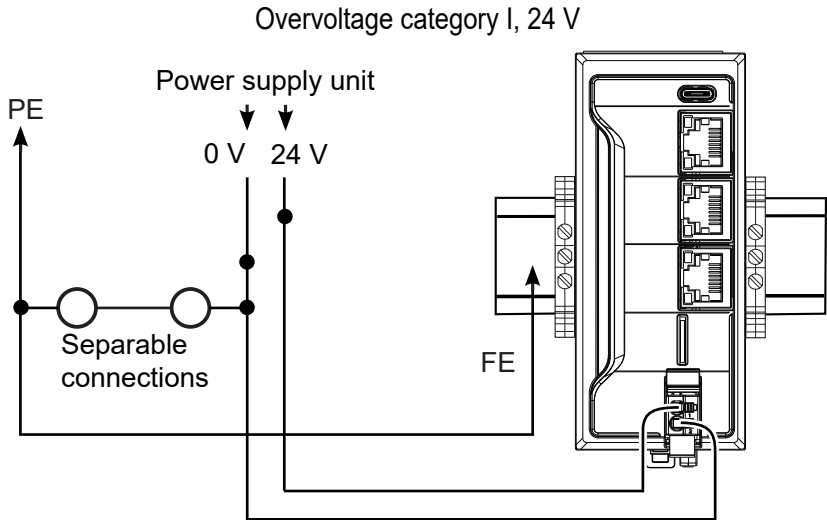 Overvoltage category I, 24 V
Power supply unit
PE
0 V 24 V
Separable
connections
FE